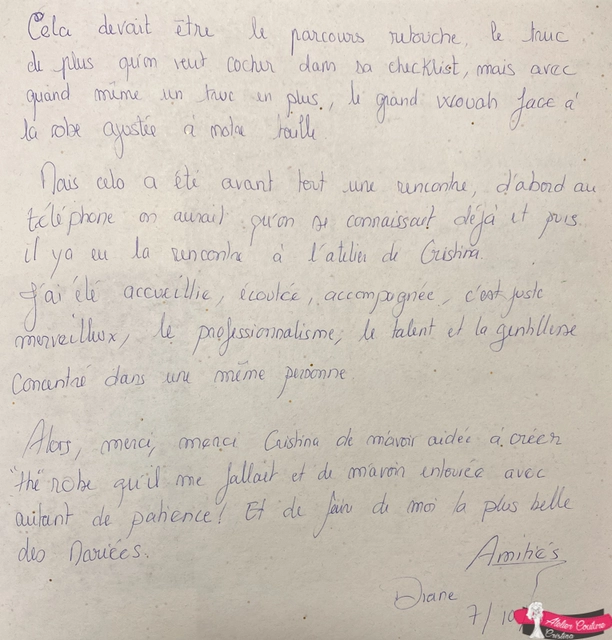 Cela devait être le parcours retouche, le truc
de plus qu'on veut cocher dans sa checklist, mais avec
quand même un truc en plus, le grand wouah face à
la robe ajustée à notre taille
Mais cela a été avant tout une rencontre, d'abord au
téléphone on aurait qu'on se connaissait déjà et puis
il y a eu la rencontre à l'atelier de Cristina.
J'ai été accueillie, écoutée, accompagnée, c'est juste
merveilleux, le professionnalisme, le talent et la gentillesse
concentré dans une même personne
Alors, merci, merci Cristina de m'avoir aidée à créer
"thé robe qu'il me fallait et de m'avoir entourée avec
autant de patience! Et de faire de moi la plus belle
des Mariées.
Amitiés
Diane
7/10
Atelier Couture
Cristina